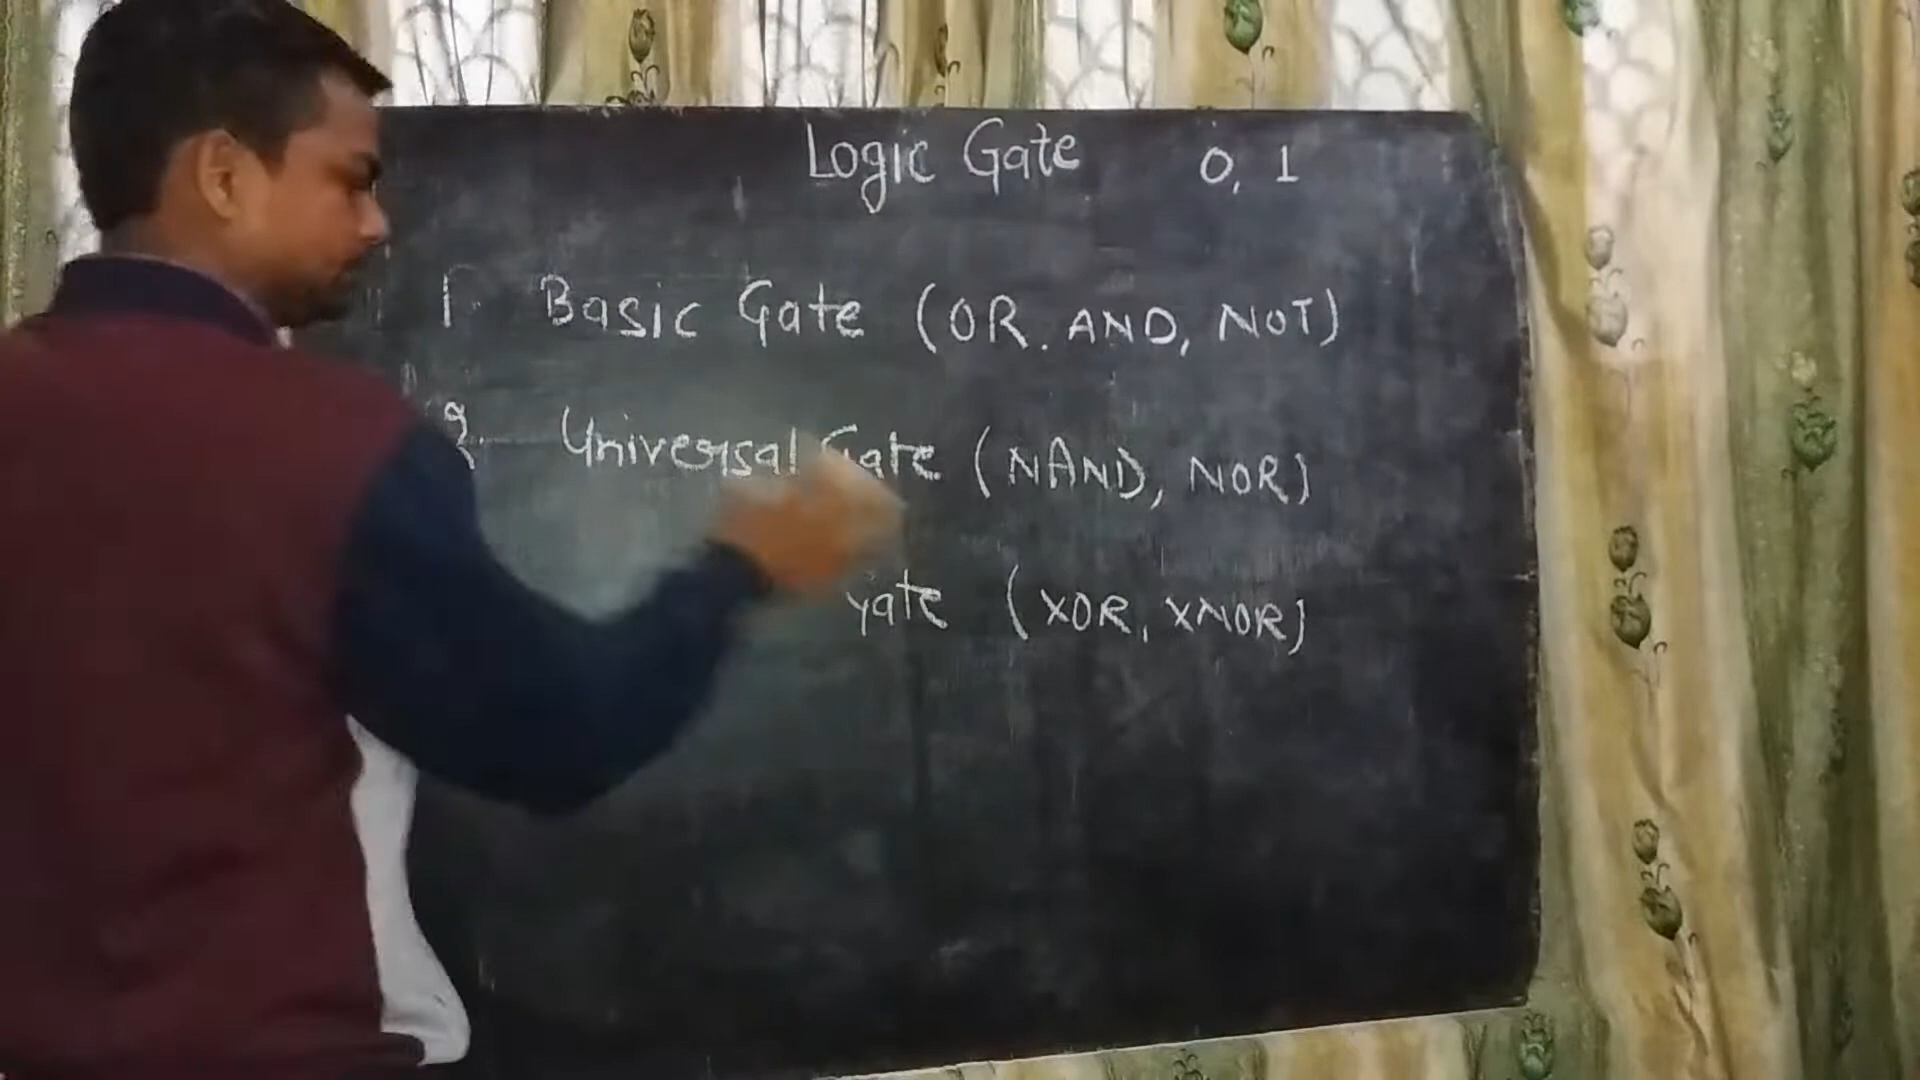 Logic Gate 0, 1
1 Basic Gate (OR. AND, NOT)
2. Universal Gate (NAND, NOR)
gate (XOR, XNOR)